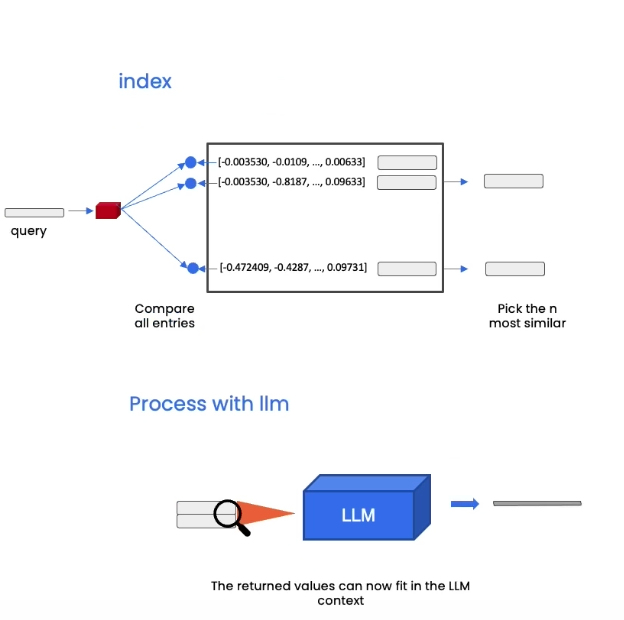 index
[-0.003530, -0.0109, ..., 0.00633]
[-0.003530, -0.8187, ..., 0.09633]
query
[-0.472409, -0.4287, ..., 0.09731]
Compare
all entries
Pick the n
most similar
Process with llm
LLM
The returned values can now fit in the LLM
context